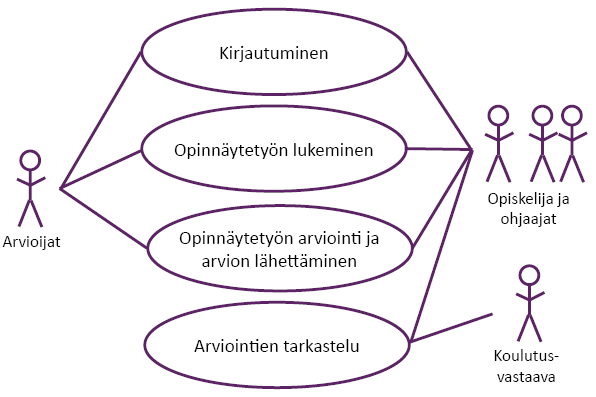 Kirjautuminen
Opinnäytetyön lukeminen
Opinnäytetyön arviointi ja
arvion lähettäminen
Arviointien tarkastelu
Arvioijat
Opiskelija ja
ohjaajat
Koulutus-
vastaava